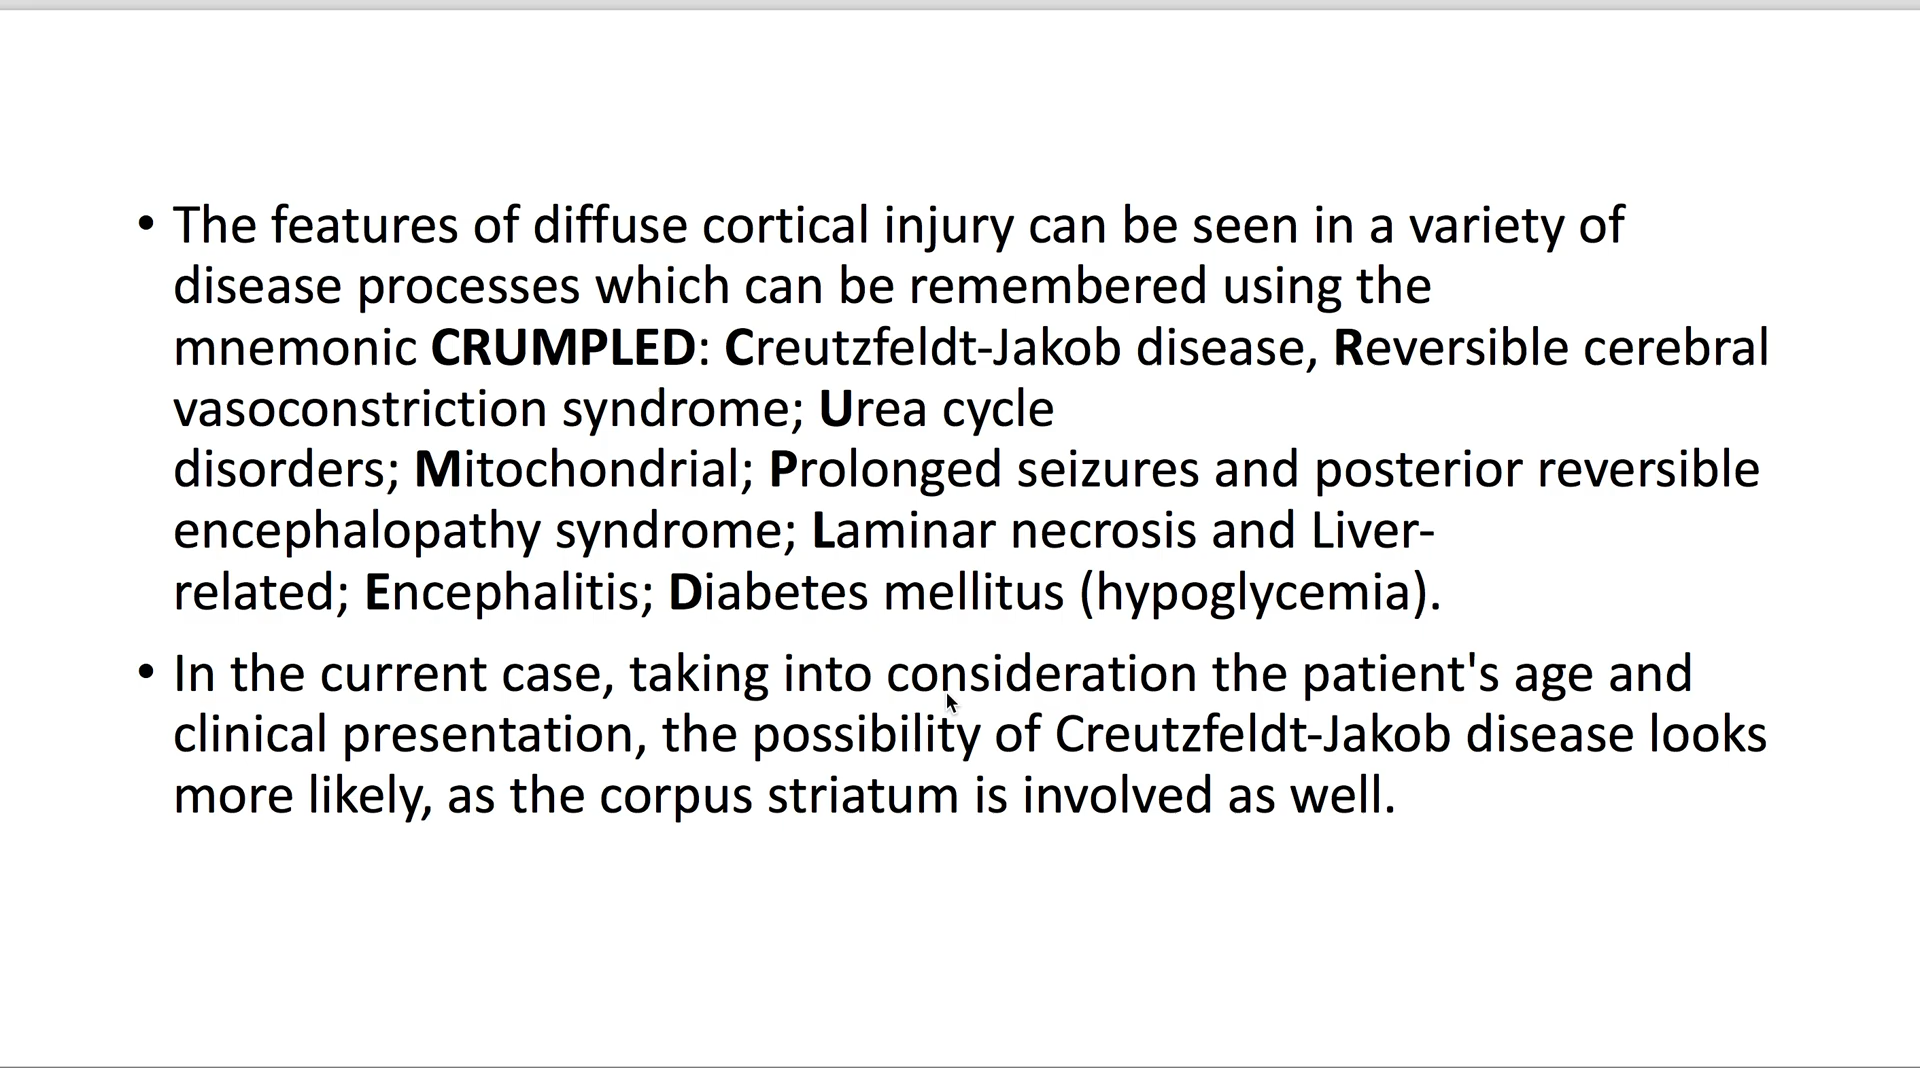 • The features of diffuse cortical injury can be seen in a variety of
disease processes which can be remembered using the
mnemonic CRUMPLED: Creutzfeldt-Jakob disease, Reversible cerebral
vasoconstriction syndrome; Urea cycle
disorders; Mitochondrial; Prolonged seizures and posterior reversible
encephalopathy syndrome; Laminar necrosis and Liver-
related; Encephalitis; Diabetes mellitus (hypoglycemia).
• In the current case, taking into consideration the patient's age and
clinical presentation, the possibility of Creutzfeldt-Jakob disease looks
more likely, as the corpus striatum is involved as well.